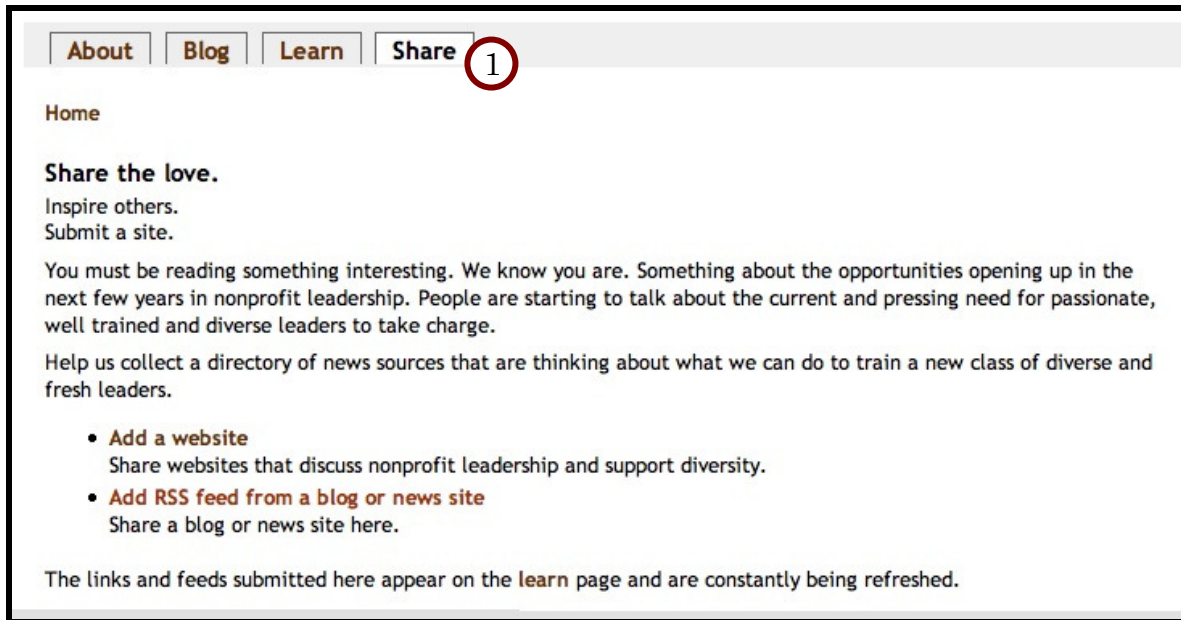 About Blog Learn Share 1
Home
Share the love.
Inspire others.
Submit a site.
You must be reading something interesting. We know you are. Something about the opportunities opening up in the
next few years in nonprofit leadership. People are starting to talk about the current and pressing need for passionate,
well trained and diverse leaders to take charge.
Help us collect a directory of news sources that are thinking about what we can do to train a new class of diverse and
fresh leaders.
• Add a website
Share websites that discuss nonprofit leadership and support diversity.
• Add RSS feed from a blog or news site
Share a blog or news site here.
The links and feeds submitted here appear on the learn page and are constantly being refreshed.